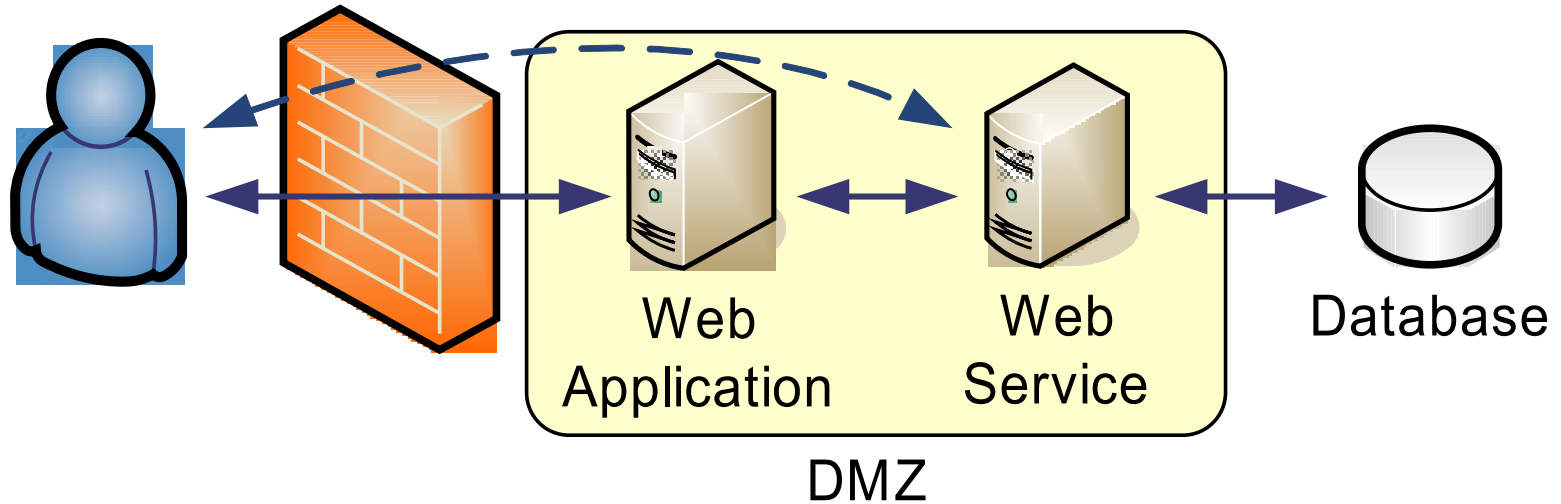 Web
Application
Web
Service
Database
DMZ